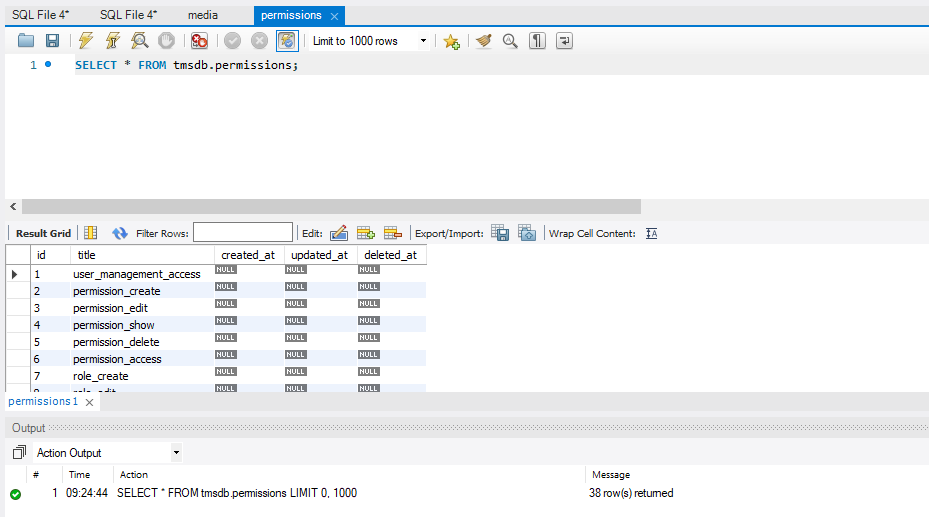 SQL File 4* SQL File 4* media permissions
Limit to 1000 rows
1 SELECT * FROM tmsdb.permissions;
Result Grid Filter Rows: Edit: Export/Import: Wrap Cell Content:
id title created_at updated_at deleted_at
1 user_management_access NULL NULL NULL
2 permission_create NULL NULL NULL
3 permission_edit NULL NULL NULL
4 permission_show NULL NULL NULL
5 permission_delete NULL NULL NULL
6 permission_access NULL NULL NULL
7 role_create NULL NULL NULL
8 role_edit NULL NULL NULL
permissions 1
Output
Action Output
# Time Action Message
1 09:24:44 SELECT * FROM tmsdb.permissions LIMIT 0, 1000 38 row(s) returned